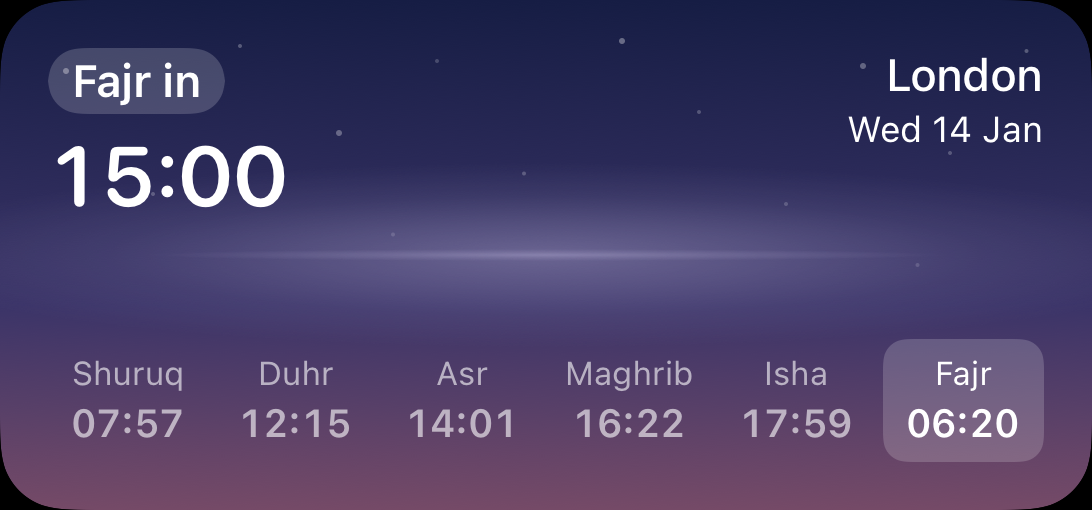 Fajr in
15:00
London
Wed 14 Jan
Shuruq Duhr Asr Maghrib Isha Fajr
07:57 12:15 14:01 16:22 17:59 06:20